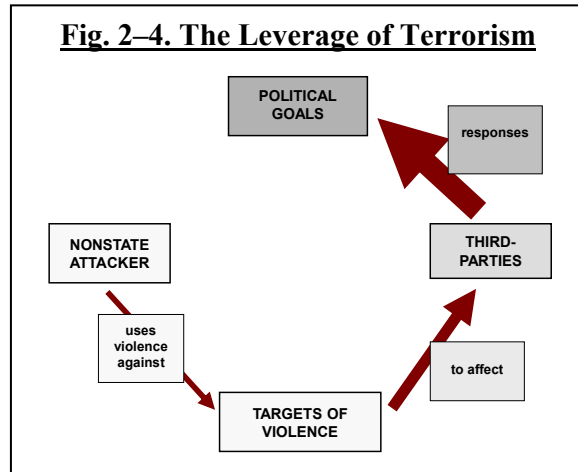 Fig. 2–4. The Leverage of Terrorism
POLITICAL
GOALS
responses
NONSTATE
ATTACKER
THIRD-
PARTIES
uses
violence
against
to affect
TARGETS OF
VIOLENCE